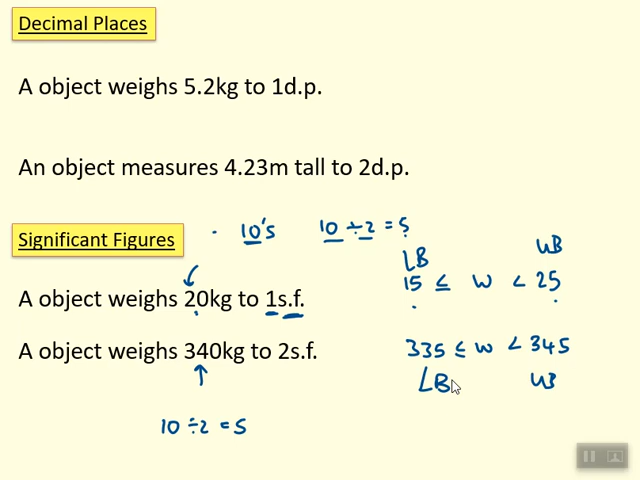 Decimal Places
A object weighs 5.2kg to 1d.p.
An object measures 4.23m tall to 2d.p.
10's 10 ÷ 2 = 5
Significant Figures
LB UB
A object weighs 20kg to 1s.f. 15 ≤ w < 25
A object weighs 340kg to 2s.f. 335 ≤ w < 345
LB UB
10 ÷ 2 = 5